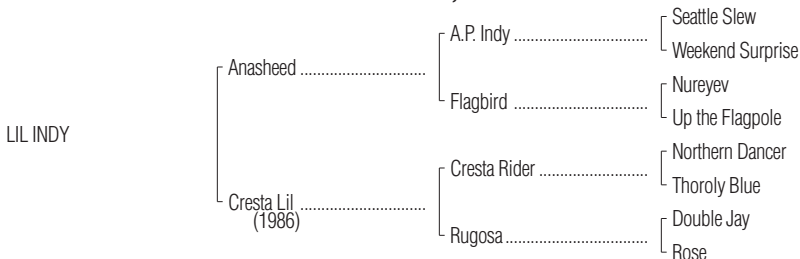 Seattle Slew
A.P. Indy
Weekend Surprise
Anasheed
Nureyev
Flagbird
Up the Flagpole
LIL INDY
Northern Dancer
Cresta Rider
Thoroly Blue
Cresta Lil
(1986)
Double Jay
Rugosa
Rose